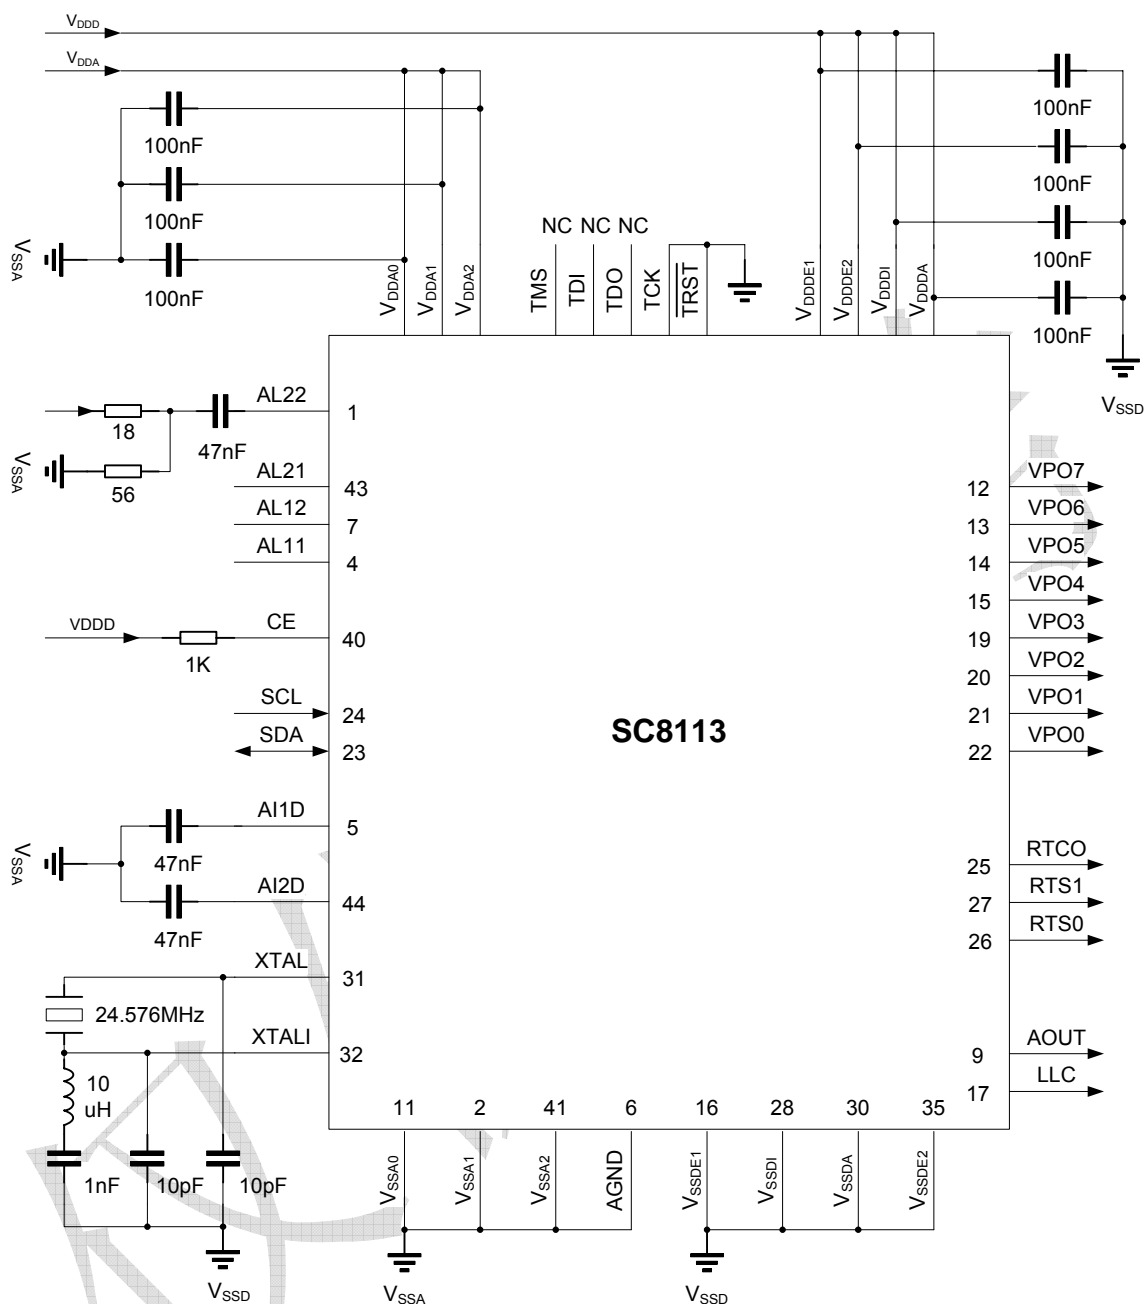 VDDD
VDDA
100nF
100nF
100nF
VSSA
VDDA0
VDDA1
VDDA2
NC NC NC
TMS
TDI
TDO
TCK
TRST
VDDDE1
VDDDE2
VDDDI
VDDDA
100nF
100nF
100nF
100nF
VSSD
AL22
1
18
47nF
VSSA
56
AL21
43
AL12
7
AL11
4
VDDD
CE
40
1K
SCL
24
SDA
23
AI1D
5
47nF
VSSA
AI2D
44
47nF
XTAL
31
24.576MHz
XTALI
32
10
uH
1nF
10pF
10pF
VSSD
SC8113
12
VPO7
13
VPO6
14
VPO5
15
VPO4
19
VPO3
20
VPO2
21
VPO1
22
VPO0
25
RTCO
27
RTS1
26
RTS0
9
AOUT
17
LLC
11 2 41 6 16 28 30 35
VSSA0
VSSA1
VSSA2
AGND
VSSDE1
VSSDI
VSSDA
VSSDE2
VSSA
VSSD